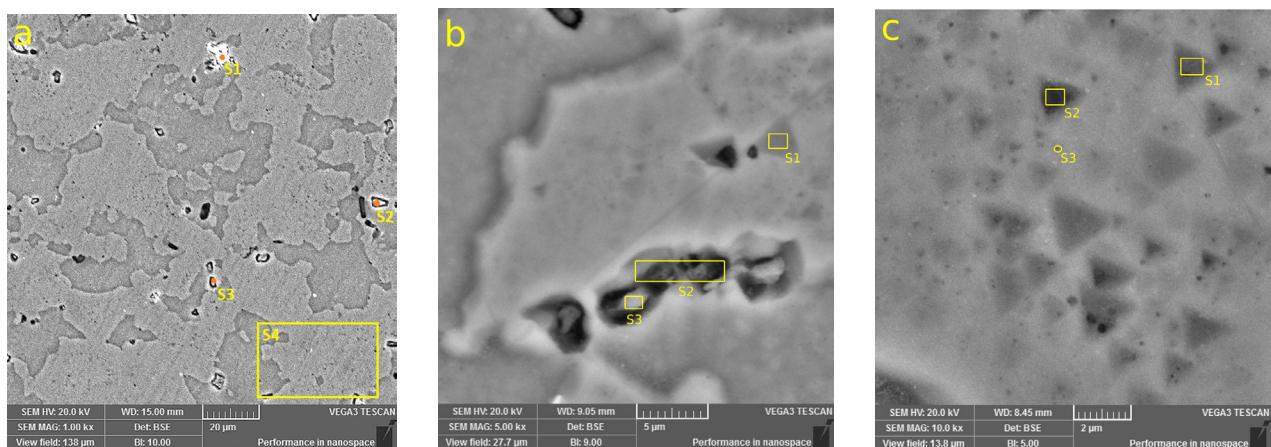 a
S1
S2
S3
S4
SEM HV: 20.0 kV WD: 15.00 mm VEGA3 TESCAN
SEM MAG: 1.00 kx Det: BSE 20 µm
View field: 138 µm BI: 10.00 Performance in nanospace
b
S1
S2
S3
SEM HV: 20.0 kV WD: 9.05 mm VEGA3 TESCAN
SEM MAG: 5.00 kx Det: BSE 5 µm
View field: 27.7 µm BI: 9.00 Performance in nanospace
c
S1
S2
S3
SEM HV: 20.0 kV WD: 8.45 mm VEGA3 TESCAN
SEM MAG: 10.0 kx Det: BSE 2 µm
View field: 13.8 µm BI: 5.00 Performance in nanospace